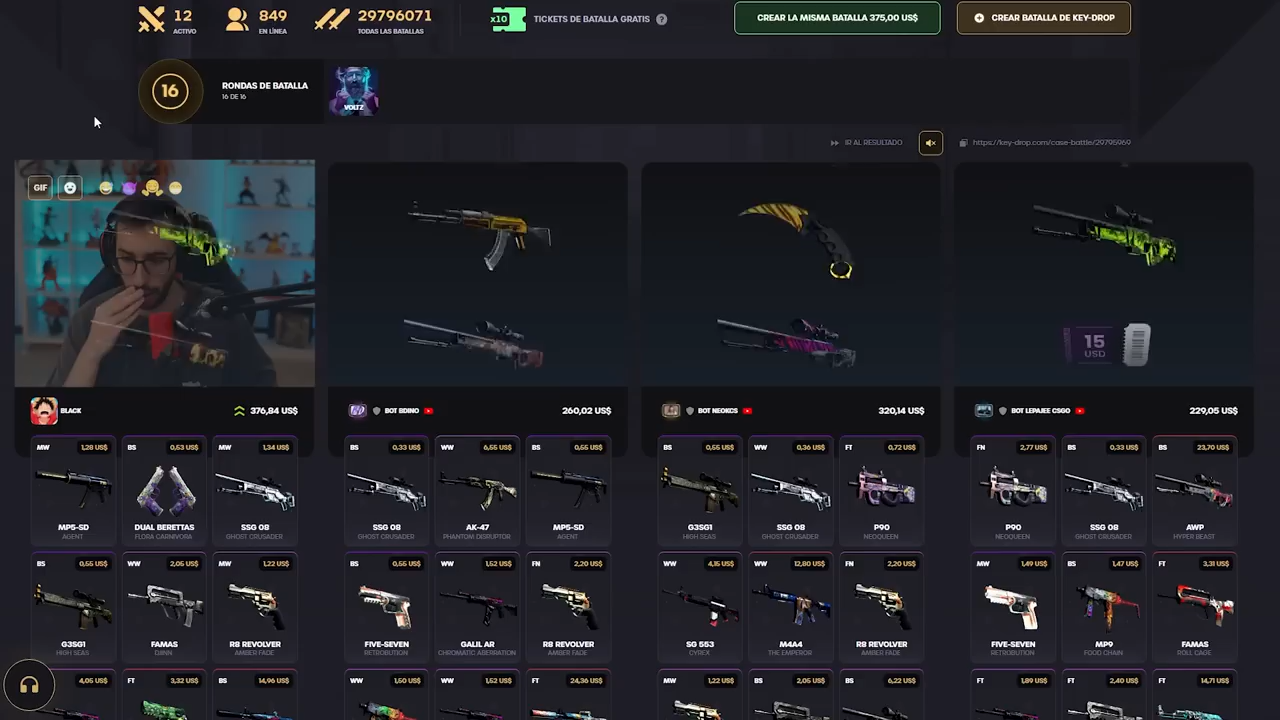 12
ACTIVO
849
EN LÍNEA
29796071
TODAS LAS BATALLAS
x10
TICKETS DE BATALLA GRATIS ?
CREAR LA MISMA BATALLA 375,00 US$
CREAR BATALLA DE KEY-DROP
16
RONDAS DE BATALLA
16 DE 16
VOLTZ
IR AL RESULTADO
https://key-drop.com/case-battle/29795969
GIF
15
USD
BLACK
376,84 US$
BOT BDINO
260,02 US$
BOT NEOKCS
320,14 US$
BOT LEPAJEE CSGO
229,05 US$
MW 1,28 US$
BS 0,53 US$
MW 1,34 US$
BS 0,33 US$
WW 6,55 US$
BS 0,55 US$
BS 0,55 US$
WW 0,36 US$
FT 0,72 US$
FN 2,77 US$
BS 0,33 US$
BS 23,70 US$
MP5-SD
AGENT
DUAL BERETTAS
FLORA CARNIVORA
SSG 08
GHOST CRUSADER
SSG 08
GHOST CRUSADER
AK-47
PHANTOM DISRUPTOR
MP5-SD
AGENT
G3SG1
HIGH SEAS
SSG 08
GHOST CRUSADER
P90
NEOQUEEN
P90
NEOQUEEN
SSG 08
GHOST CRUSADER
AWP
HYPER BEAST
BS 0,55 US$
WW 2,05 US$
MW 1,22 US$
BS 0,55 US$
WW 1,52 US$
FN 2,20 US$
WW 4,15 US$
WW 12,80 US$
FN 2,20 US$
MW 1,49 US$
BS 1,47 US$
FT 3,31 US$
G3SG1
HIGH SEAS
FAMAS
DJINN
R8 REVOLVER
AMBER FADE
FIVE-SEVEN
RETROBUTION
GALIL AR
CHROMATIC ABERRATION
R8 REVOLVER
AMBER FADE
SG 553
CYREX
M4A4
THE EMPEROR
R8 REVOLVER
AMBER FADE
FIVE-SEVEN
RETROBUTION
MP9
FOOD CHAIN
FAMAS
ROLL CAGE
4,05 US$
FT 3,32 US$
BS 14,96 US$
WW 1,50 US$
WW 1,52 US$
FT 24,36 US$
MW 1,22 US$
BS 2,05 US$
BS 6,22 US$
FT 1,89 US$
FT 2,40 US$
FT 14,71 US$